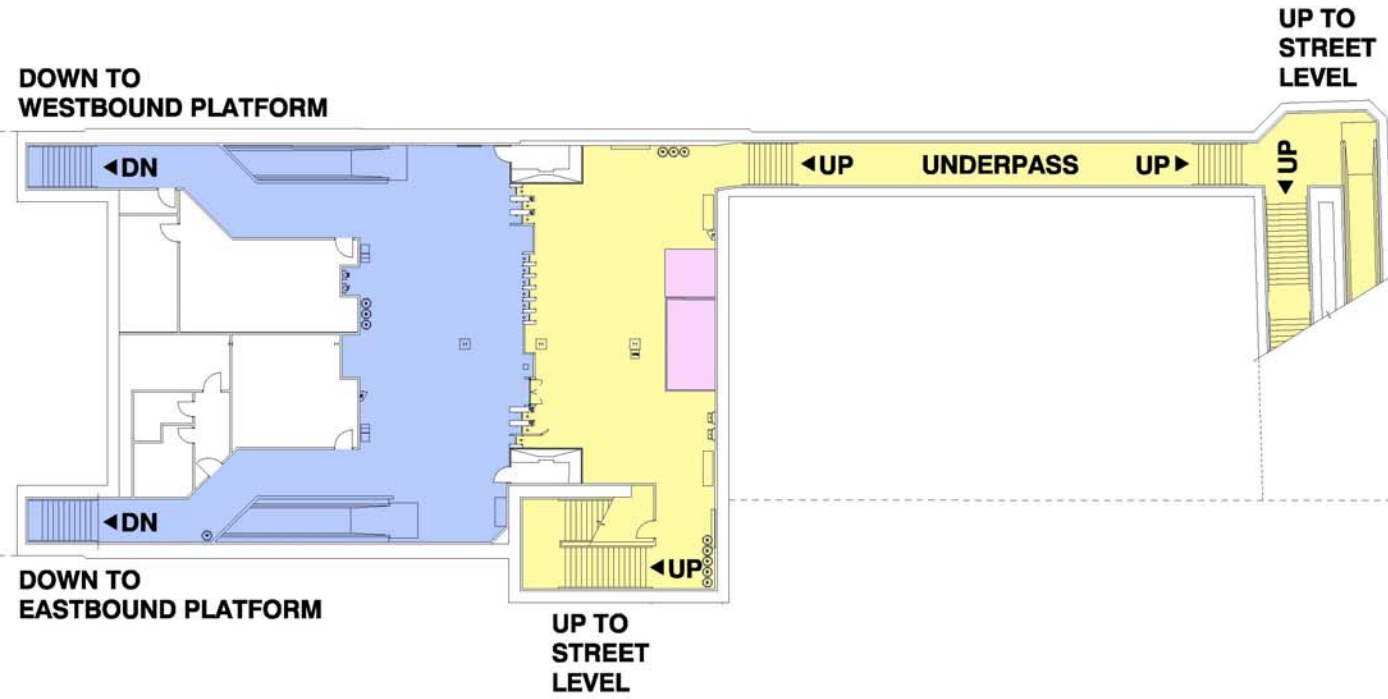 UP TO
STREET
LEVEL
DOWN TO
WESTBOUND PLATFORM
DN
UP
UNDERPASS
UP
UP
DN
UP
DOWN TO
EASTBOUND PLATFORM
UP TO
STREET
LEVEL